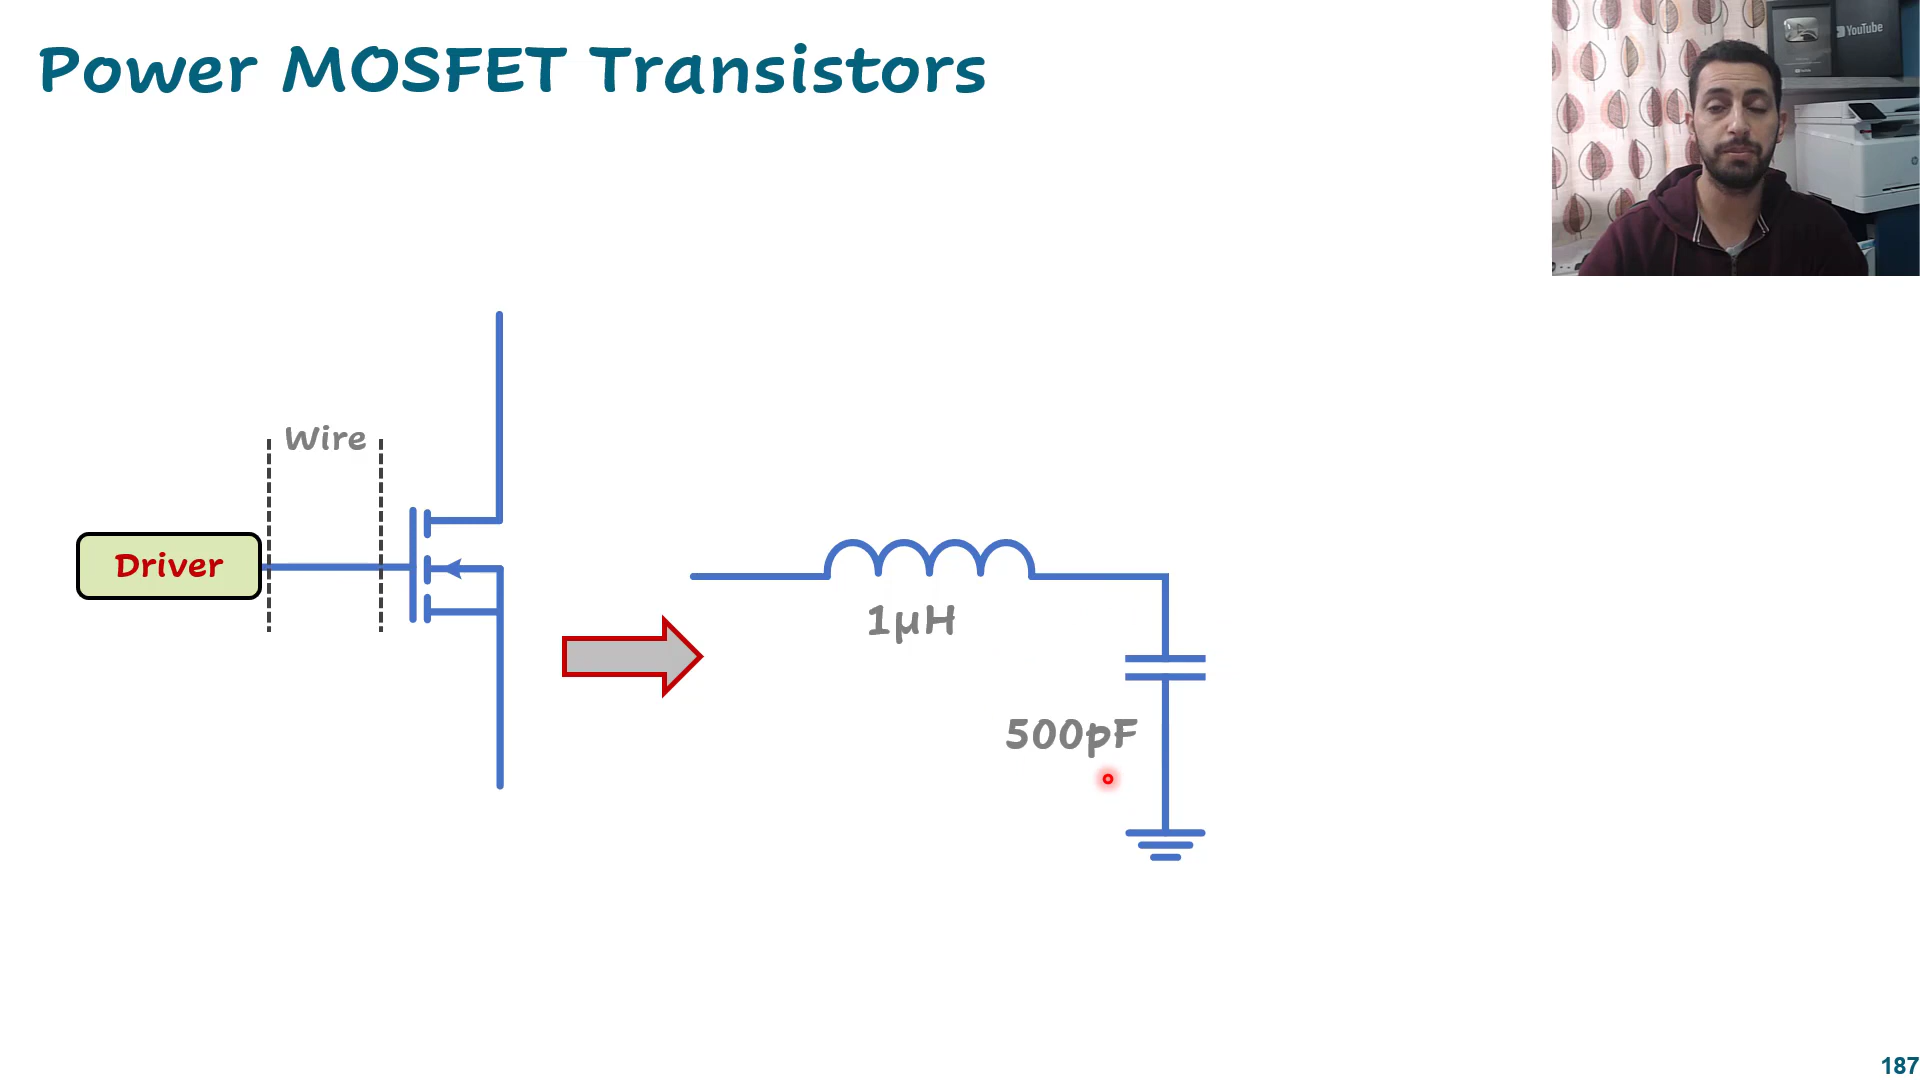 Power MOSFET Transistors
YouTube
Wire
Driver
1µH
500pF
187